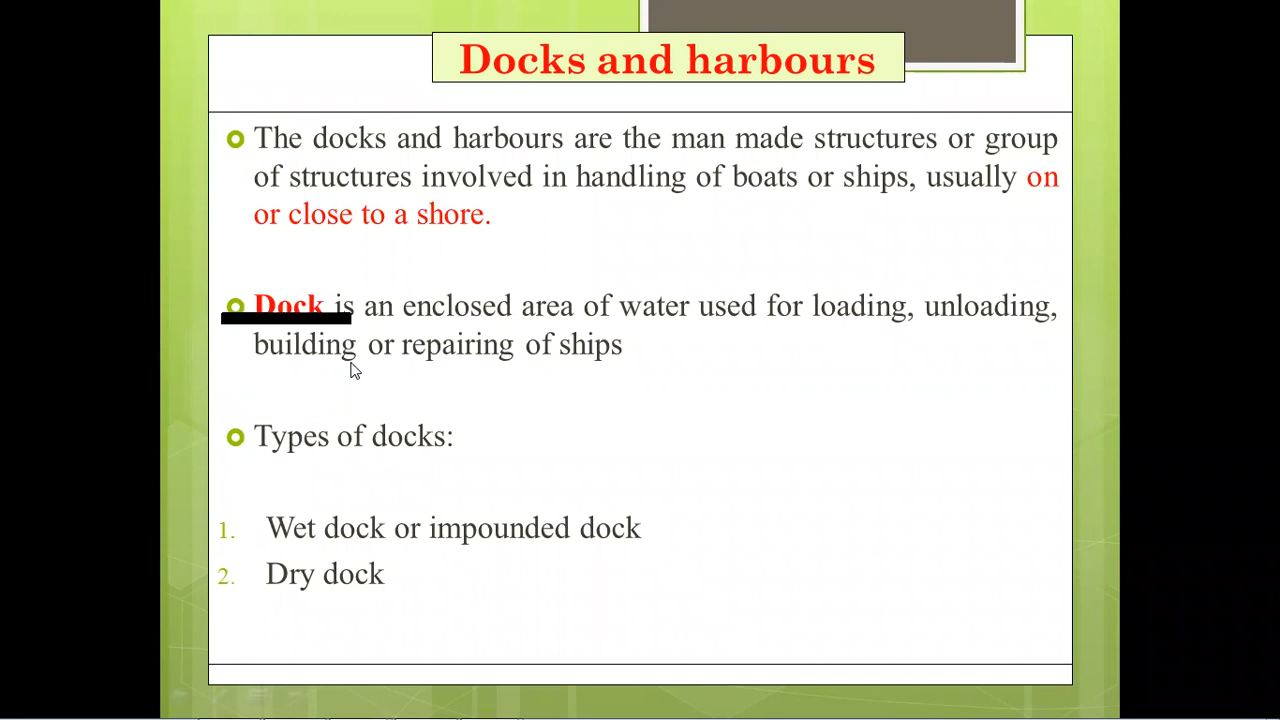 Docks and harbours
The docks and harbours are the man made structures or group
of structures involved in handling of boats or ships, usually on
or close to a shore.
Dock is an enclosed area of water used for loading, unloading,
building or repairing of ships
Types of docks:
1. Wet dock or impounded dock
2. Dry dock